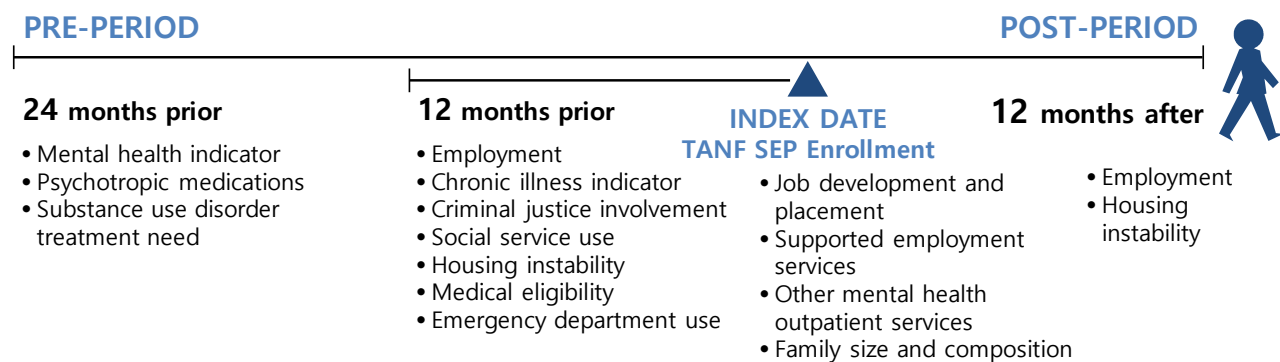 PRE-PERIOD
POST-PERIOD
24 months prior
• Mental health indicator
• Psychotropic medications
• Substance use disorder
treatment need
12 months prior
• Employment
• Chronic illness indicator
• Criminal justice involvement
• Social service use
• Housing instability
• Medical eligibility
• Emergency department use
INDEX DATE
TANF SEP Enrollment
• Job development and
placement
• Supported employment
services
• Other mental health
outpatient services
• Family size and composition
12 months after
• Employment
• Housing
instability